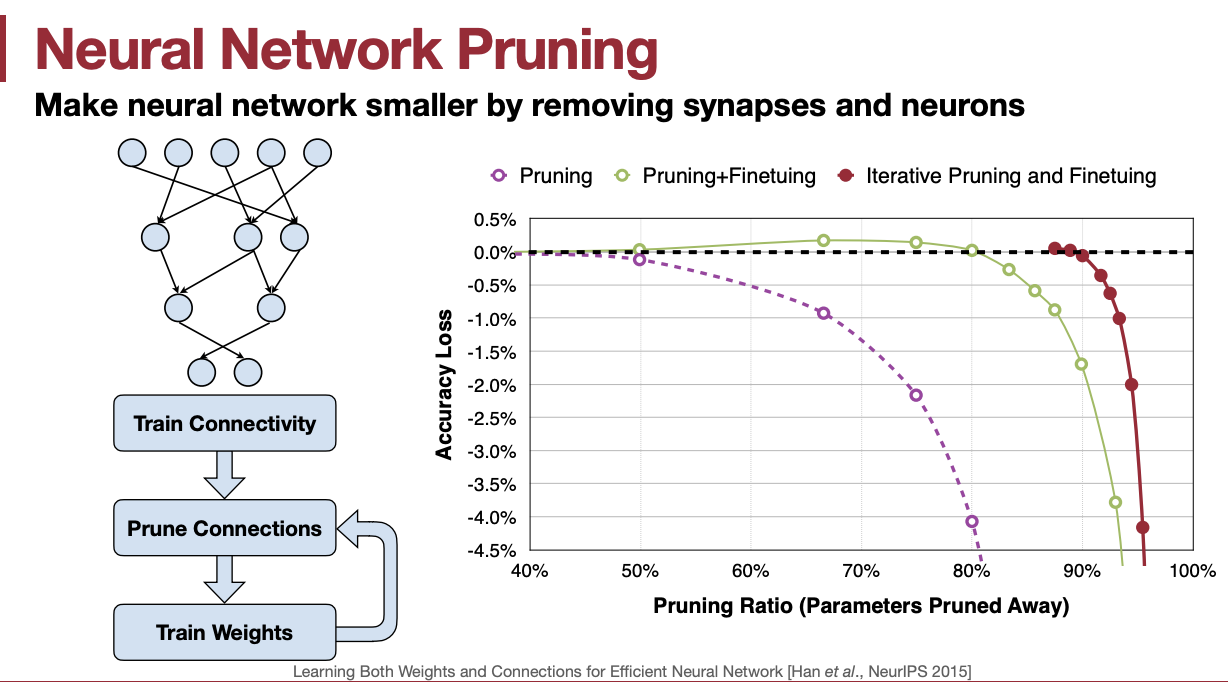 Neural Network Pruning
Make neural network smaller by removing synapses and neurons
Train Connectivity
Prune Connections
Train Weights
Pruning
Pruning+Finetuing
Iterative Pruning and Finetuing
Accuracy Loss
0.5%
0.0%
-0.5%
-1.0%
-1.5%
-2.0%
-2.5%
-3.0%
-3.5%
-4.0%
-4.5%
40%
50%
60%
70%
80%
90%
100%
Pruning Ratio (Parameters Pruned Away)
Learning Both Weights and Connections for Efficient Neural Network [Han et al., NeurIPS 2015]